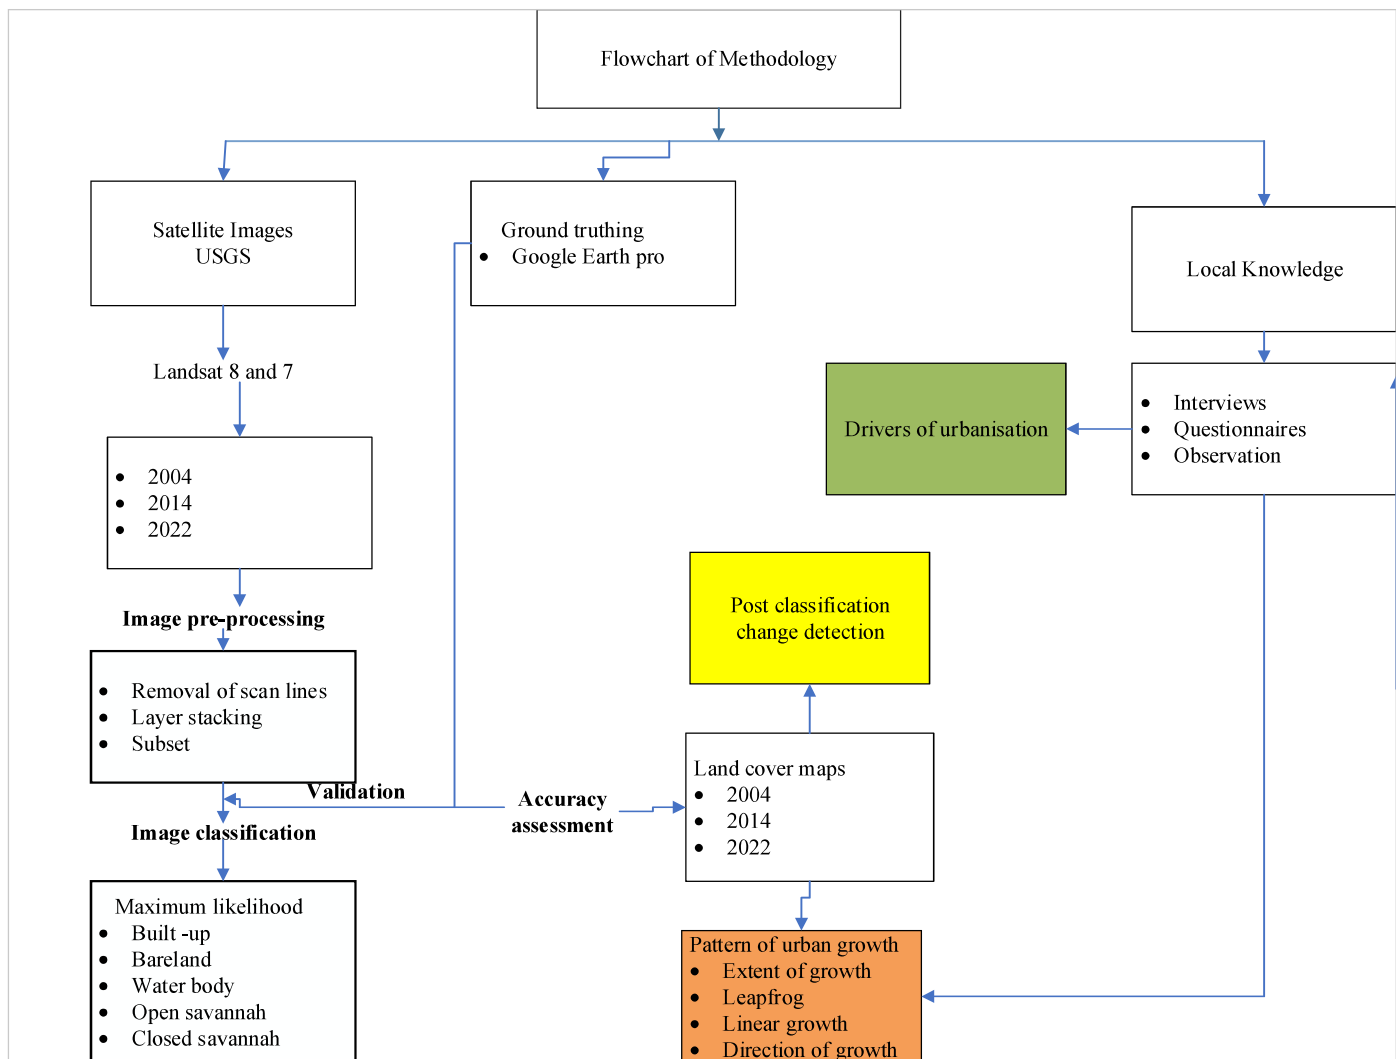 Flowchart of Methodology
Satellite Images
USGS
Ground truthing
• Google Earth pro
Local Knowledge
Landsat 8 and 7
• Interviews
• Questionnaires
• Observation
Drivers of urbanisation
• 2004
• 2014
• 2022
Image pre-processing
• Removal of scan lines
• Layer stacking
• Subset
Post classification
change detection
Validation
Accuracy
assessment
Land cover maps
• 2004
• 2014
• 2022
Image classification
Maximum likelihood
• Built -up
• Bareland
• Water body
• Open savannah
• Closed savannah
Pattern of urban growth
• Extent of growth
• Leapfrog
• Linear growth
• Direction of growth